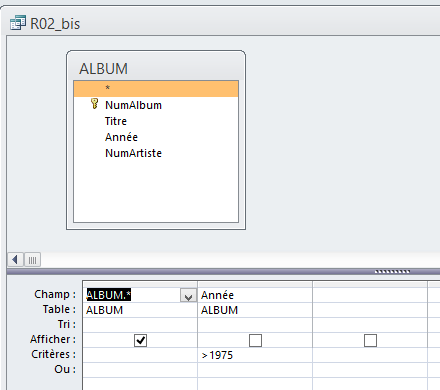 R02_bis
ALBUM
*
NumAlbum
Titre
Année
NumArtiste
Champ : ALBUM.* Année
Table : ALBUM ALBUM
Tri :
Afficher :
Critères : >1975
Ou :